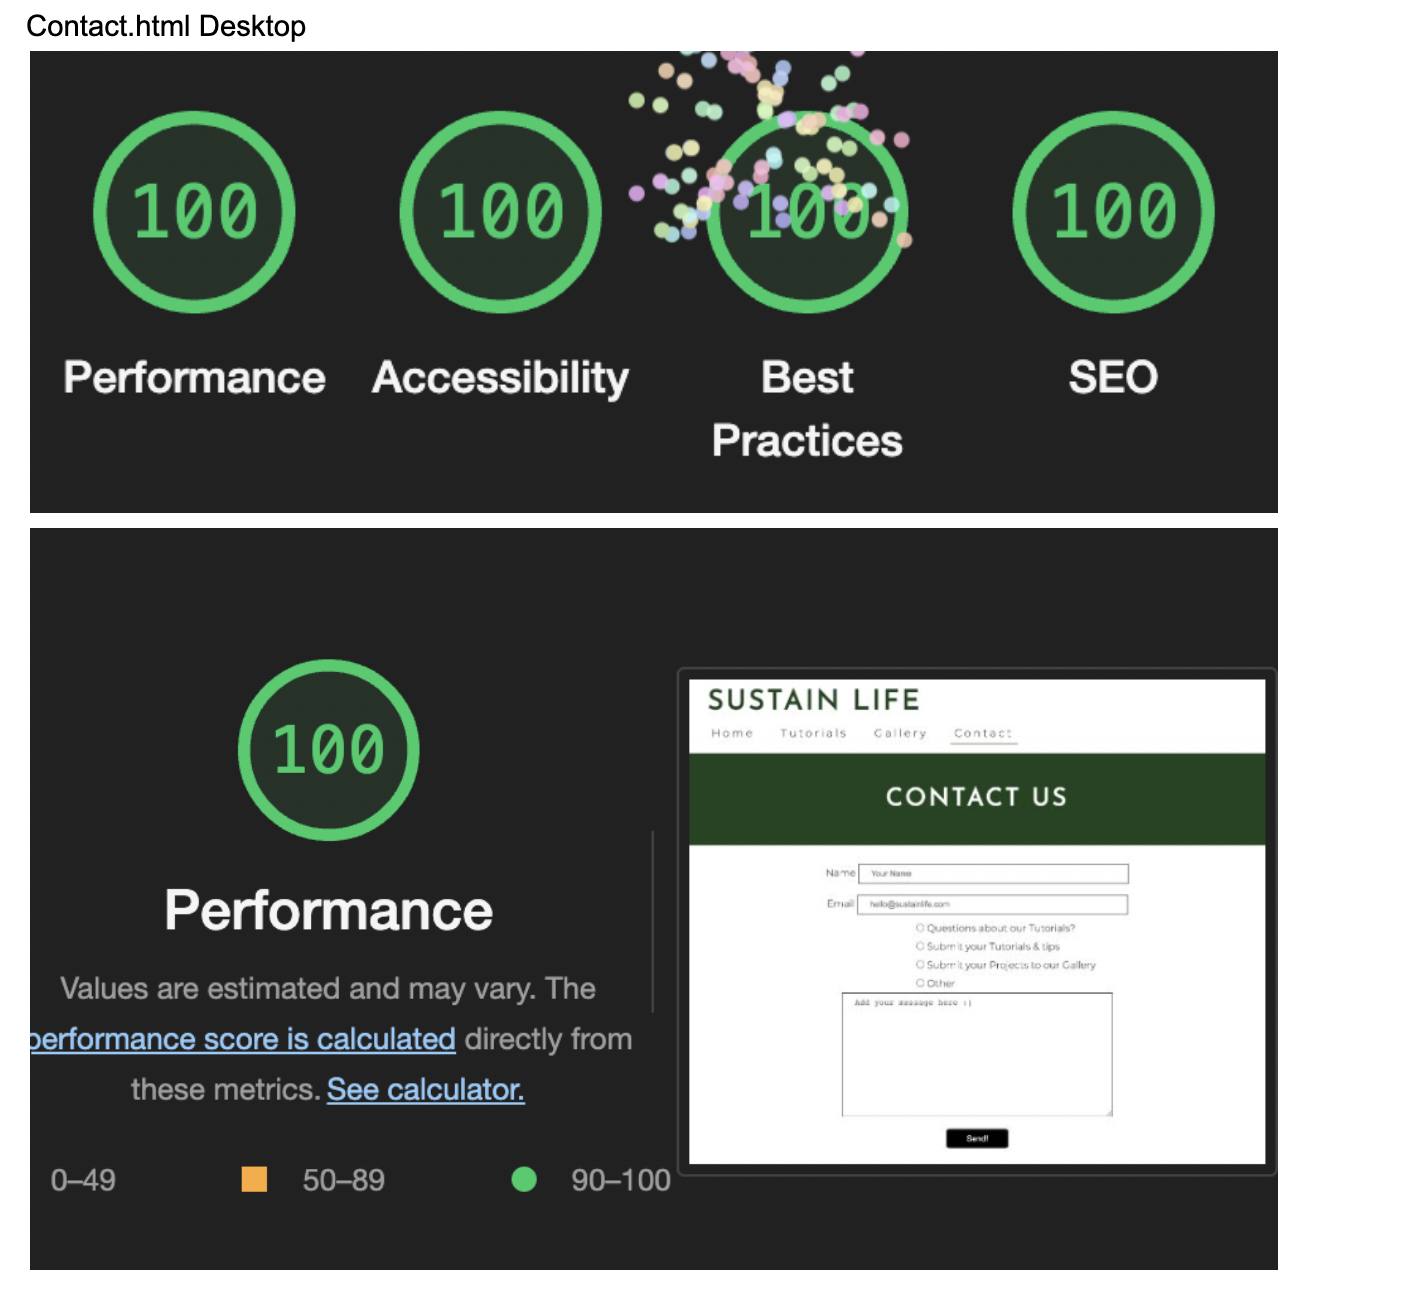 Contact.html Desktop
100 100 100 100
Performance Accessibility Best Practices SEO
100
Performance
Values are estimated and may vary. The
performance score is calculated directly from
these metrics. See calculator.
0–49 50–89 90–100
SUSTAIN LIFE
Home Tutorials Gallery Contact
CONTACT US
Name Your Name
Email hello@sustainlife.com
Questions about our Tutorials?
Submit your Tutorials & tips
Submit your Projects to our Gallery
Other
Add your message here :)
Send!